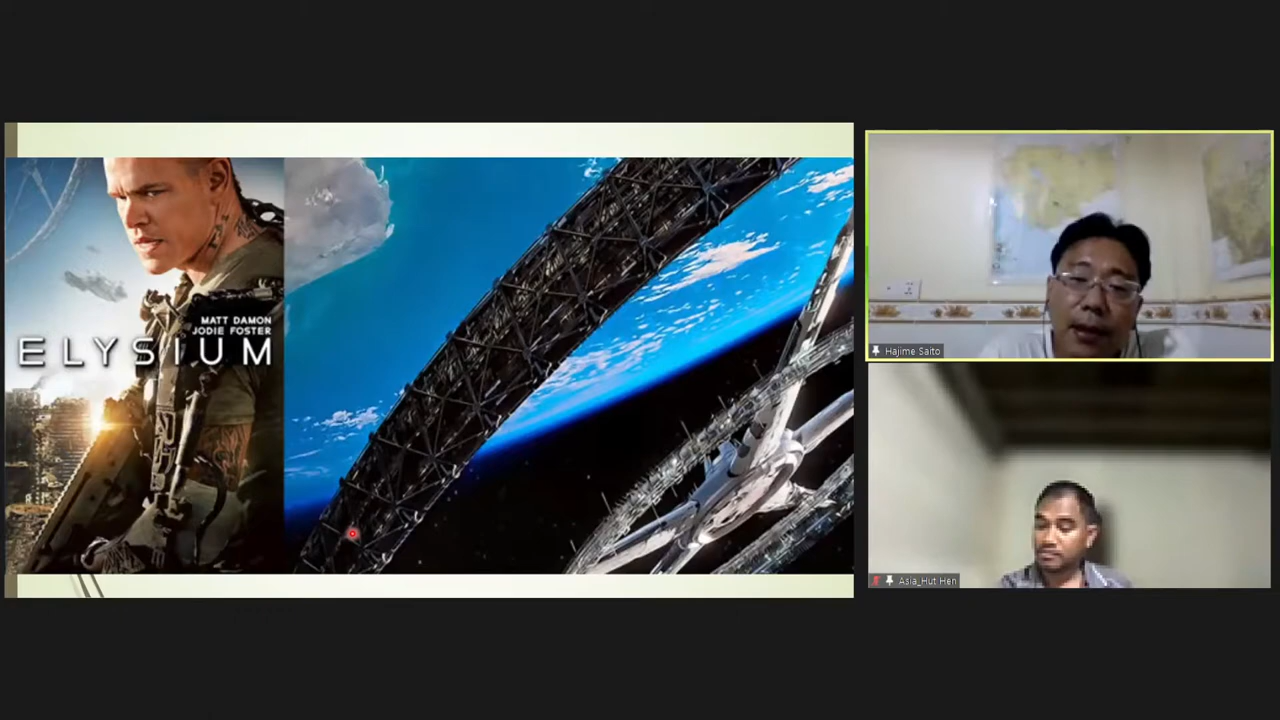 MATT DAMON
JODIE FOSTER
ELYSIUM
Hajime Saito
Asia_Hut Hen